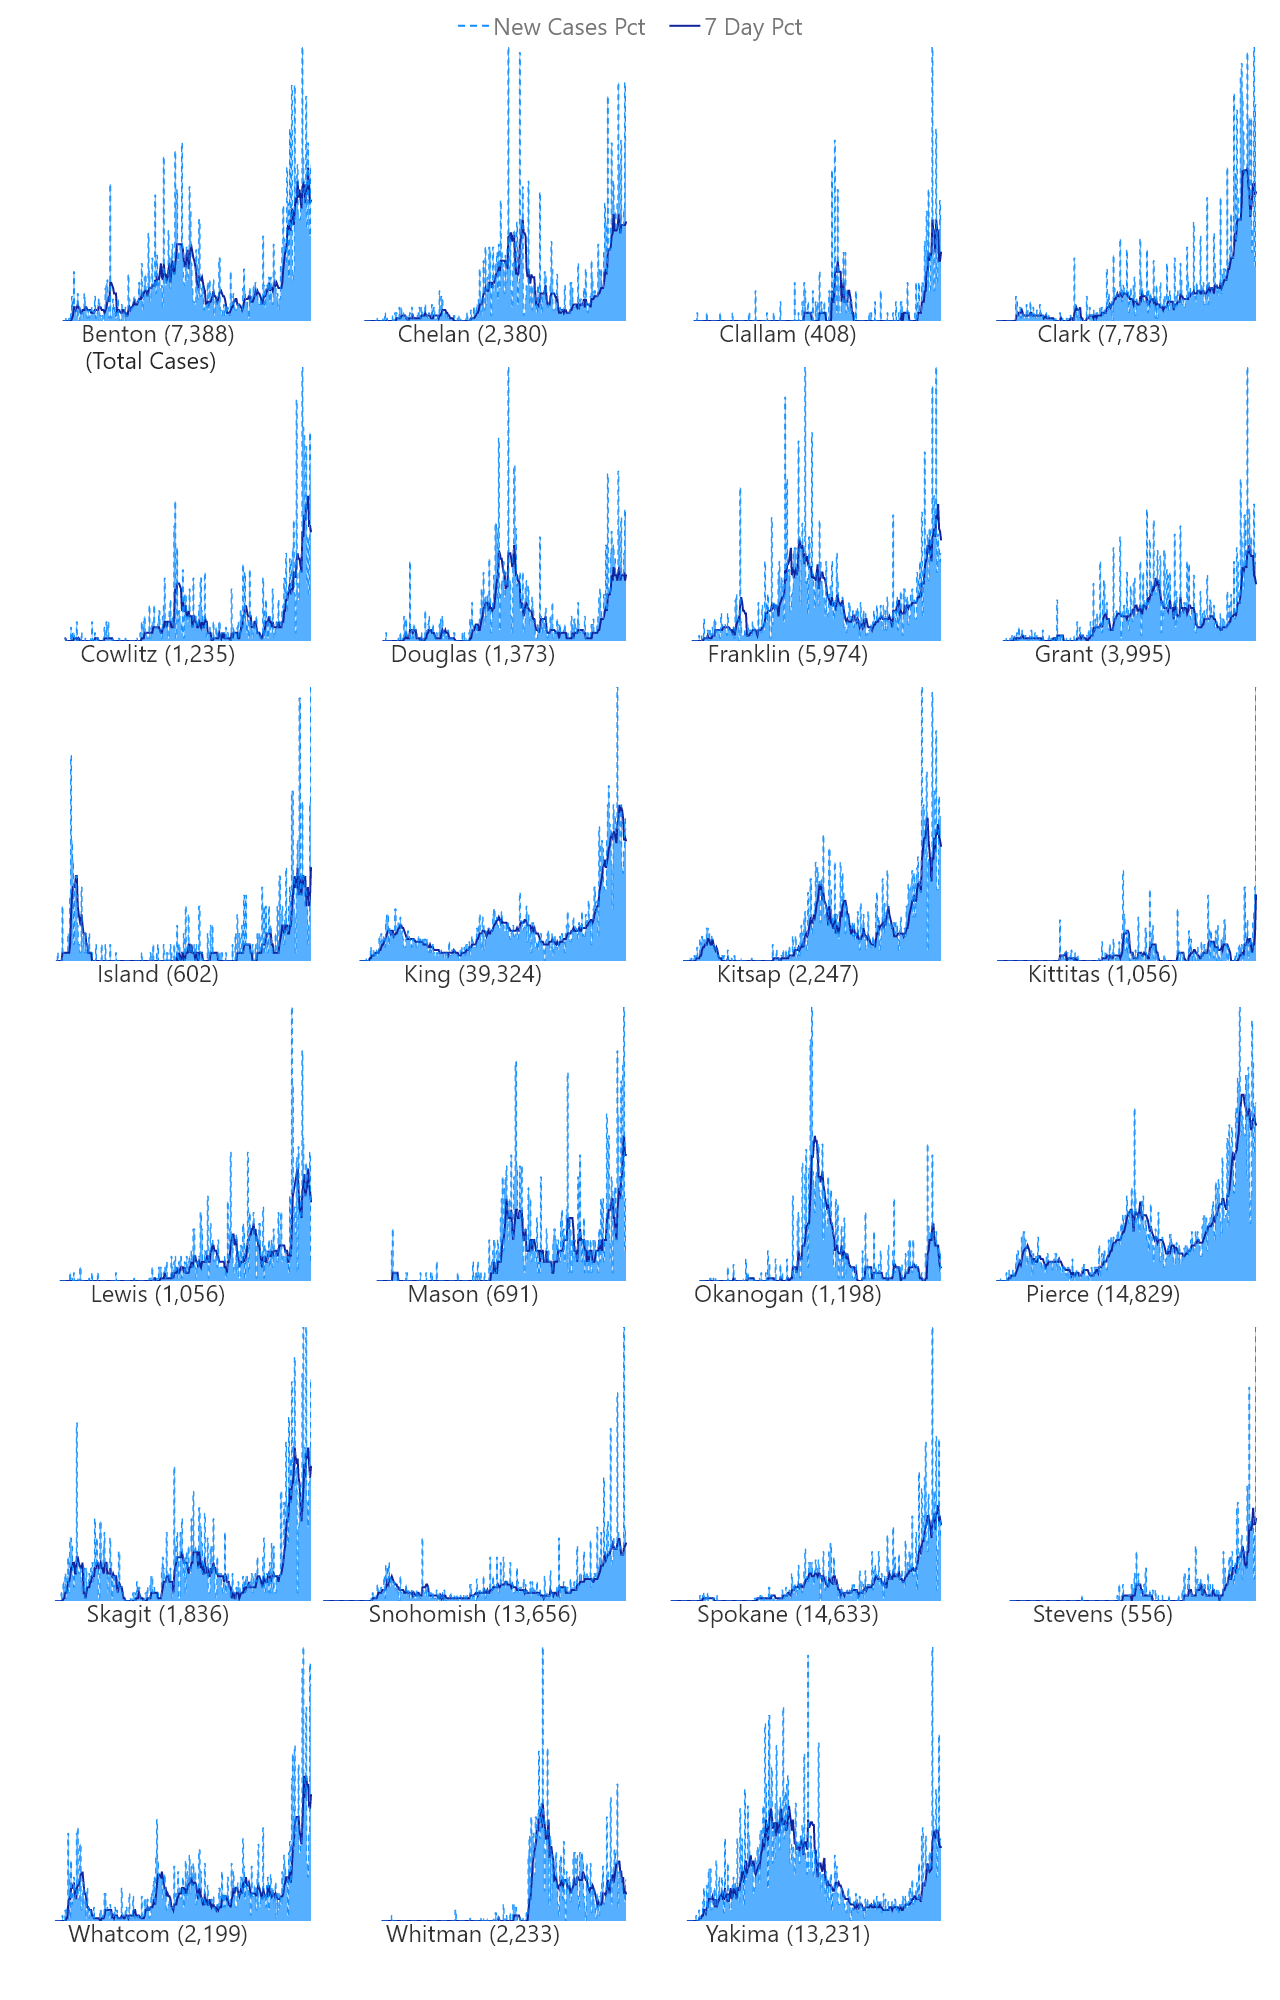 New Cases Pct 7 Day Pct
Benton (7,388) Chelan (2,380) Clallam (408) Clark (7,783)
(Total Cases)
Cowlitz (1,235) Douglas (1,373) Franklin (5,974) Grant (3,995)
Island (602) King (39,324) Kitsap (2,247) Kittitas (1,056)
Lewis (1,056) Mason (691) Okanogan (1,198) Pierce (14,829)
Skagit (1,836) Snohomish (13,656) Spokane (14,633) Stevens (556)
Whatcom (2,199) Whitman (2,233) Yakima (13,231)